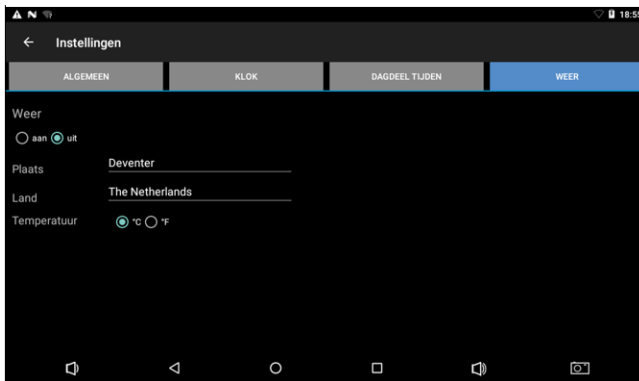 18:55
Instellingen
ALGEMEEN KLOK DAGDEEL TIJDEN WEER
Weer
aan uit
Plaats Deventer
Land The Netherlands
Temperatuur °C °F